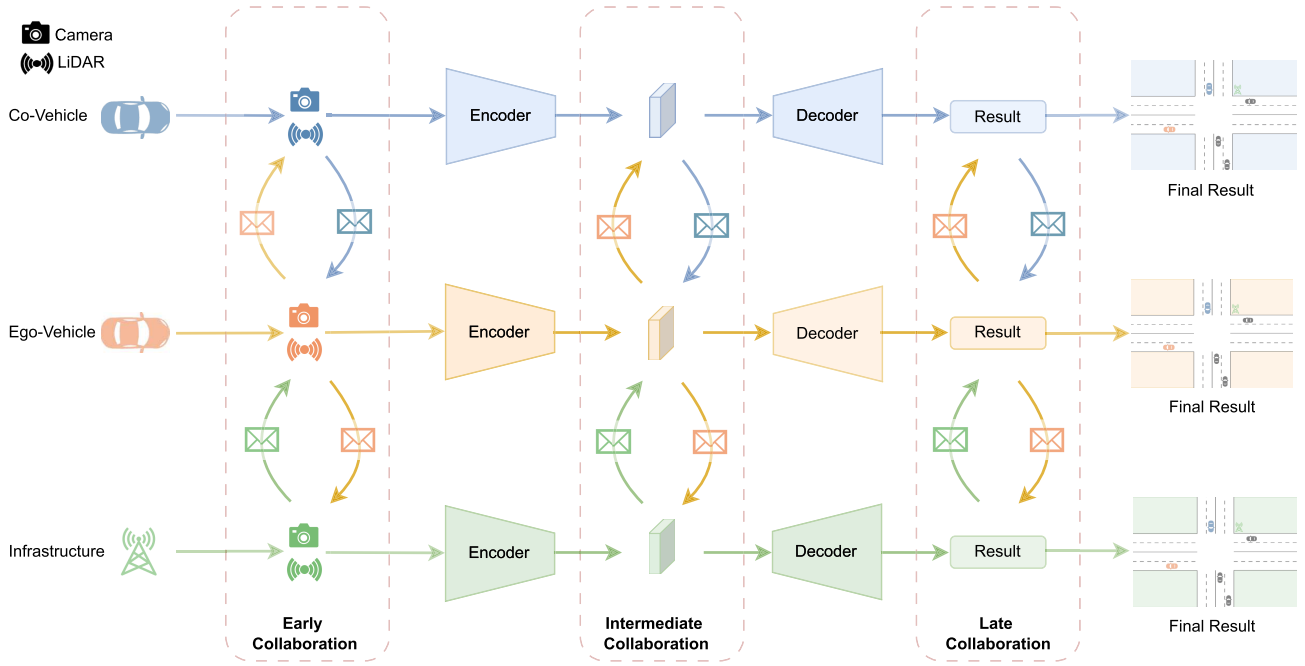 Camera
LiDAR
Co-Vehicle
Encoder
Decoder
Result
Final Result
Ego-Vehicle
Encoder
Decoder
Result
Final Result
Infrastructure
Encoder
Decoder
Result
Final Result
Early
Collaboration
Intermediate
Collaboration
Late
Collaboration